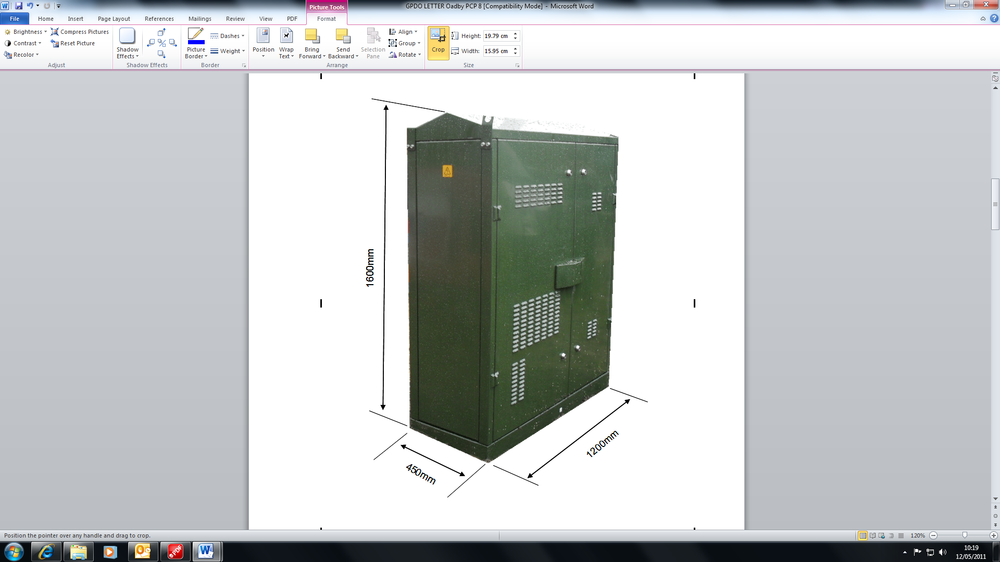 GPDO LETTER Oadby PCP 8 [Compatibility Mode] - Microsoft Word
Picture Tools
File Home Insert Page Layout References Mailings Review View PDF Format
Brightness
Contrast
Recolor
Compress Pictures
Reset Picture
Adjust
Shadow
Effects
Shadow Effects
Picture
Border
Dashes
Weight
Border
Position
Wrap
Text
Bring
Forward
Send
Backward
Selection
Pane
Align
Group
Rotate
Arrange
Crop
Height: 19.79 cm
Width: 15.95 cm
Size
1600mm
1200mm
450mm
Position the pointer over any handle and drag to crop.
120%
PDF
10:19
12/05/2011